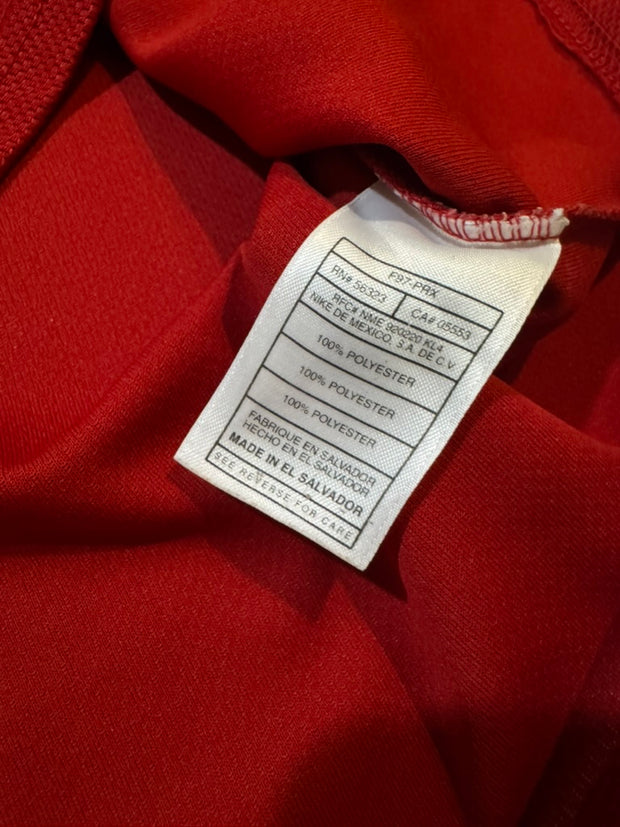 F97-PRX
RN# 56323 CA# 05553
RFC# NME 920220 KL4
NIKE DE MEXICO. S.A. DE C.V
100% POLYESTER
100% POLYESTER
100% POLYESTER
FABRIQUE EN SALVADOR
HECHO EN EL SALVADOR
MADE IN EL SALVADOR
SEE REVERSE FOR CARE